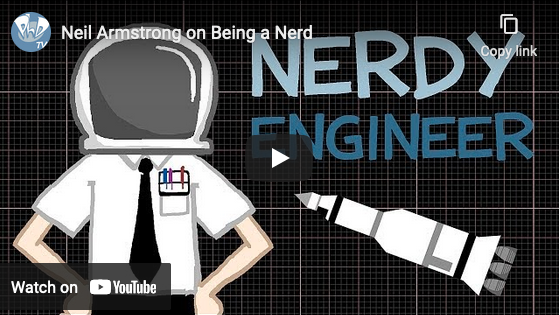 PhD
TV
Neil Armstrong on Being a Nerd
Copy link
NERDY
ENGINEER
Watch on YouTube